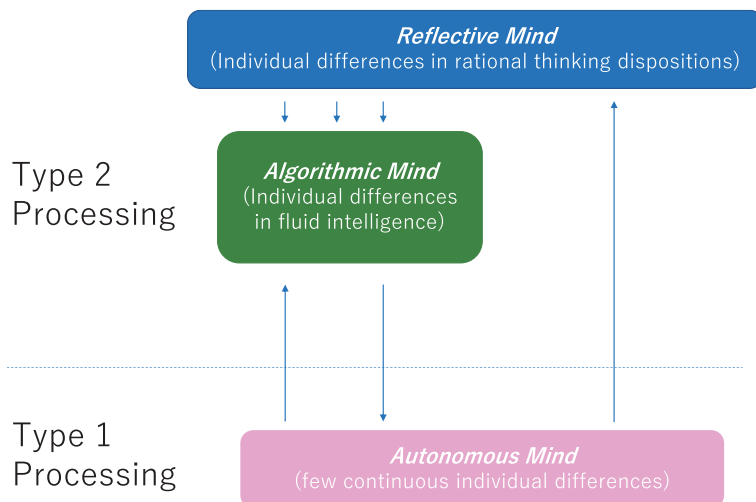 Reflective Mind
(Individual differences in rational thinking dispositions)
Type 2
Processing
Algorithmic Mind
(Individual differences
in fluid intelligence)
Type 1
Processing
Autonomous Mind
(few continuous individual differences)